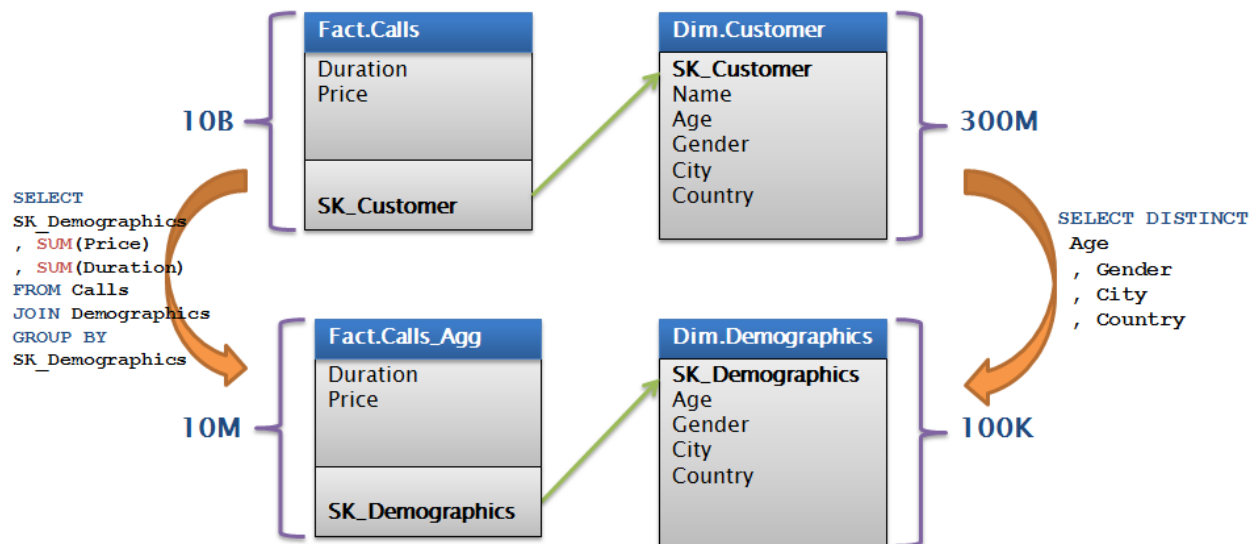 Fact.Calls
Duration
Price
SK_Customer
10B
Dim.Customer
SK_Customer
Name
Age
Gender
City
Country
300M
SELECT
SK_Demographics
, SUM(Price)
, SUM(Duration)
FROM Calls
JOIN Demographics
GROUP BY
SK_Demographics
SELECT DISTINCT
Age
, Gender
, City
, Country
Fact.Calls_Agg
Duration
Price
SK_Demographics
10M
Dim.Demographics
SK_Demographics
Age
Gender
City
Country
100K